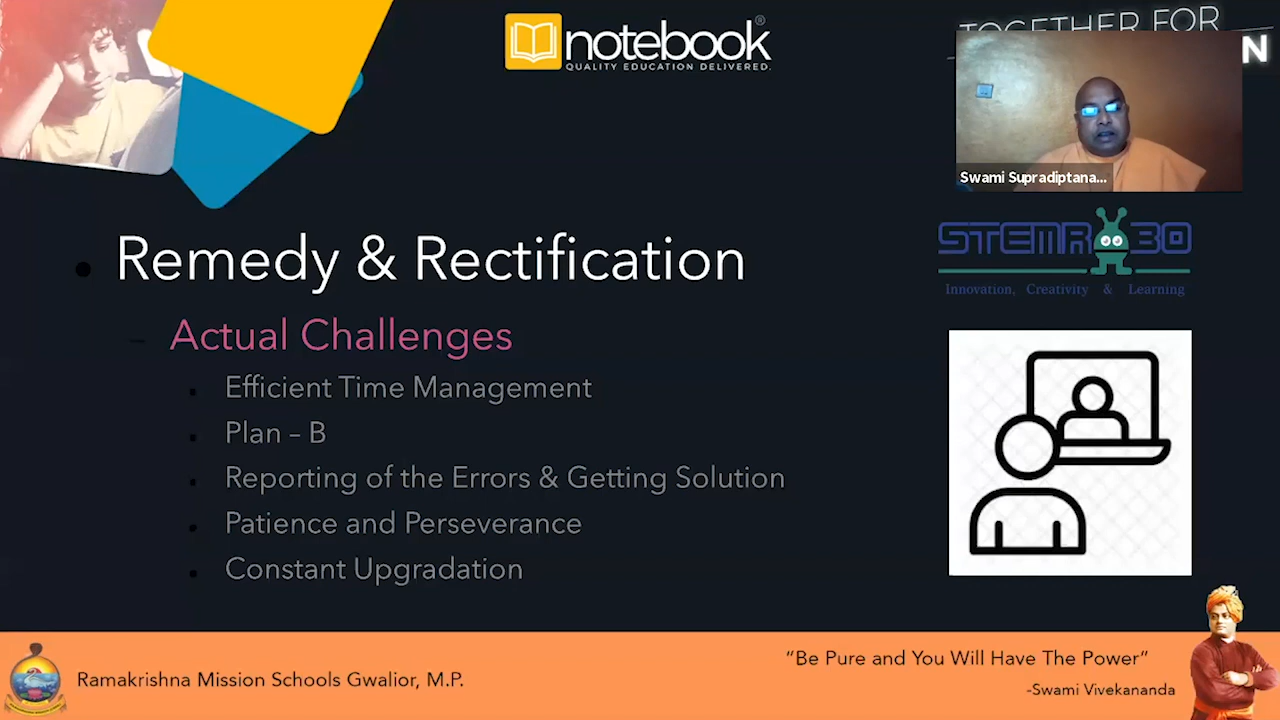 notebook®
QUALITY EDUCATION DELIVERED.
TOGETHER FOR
N
Swami Supradiptana...
STEMR030
Innovation, Creativity & Learning
Remedy & Rectification
Actual Challenges
Efficient Time Management
Plan – B
Reporting of the Errors & Getting Solution
Patience and Perseverance
Constant Upgradation
Ramakrishna Mission Schools Gwalior, M.P.
“Be Pure and You Will Have The Power”
-Swami Vivekananda